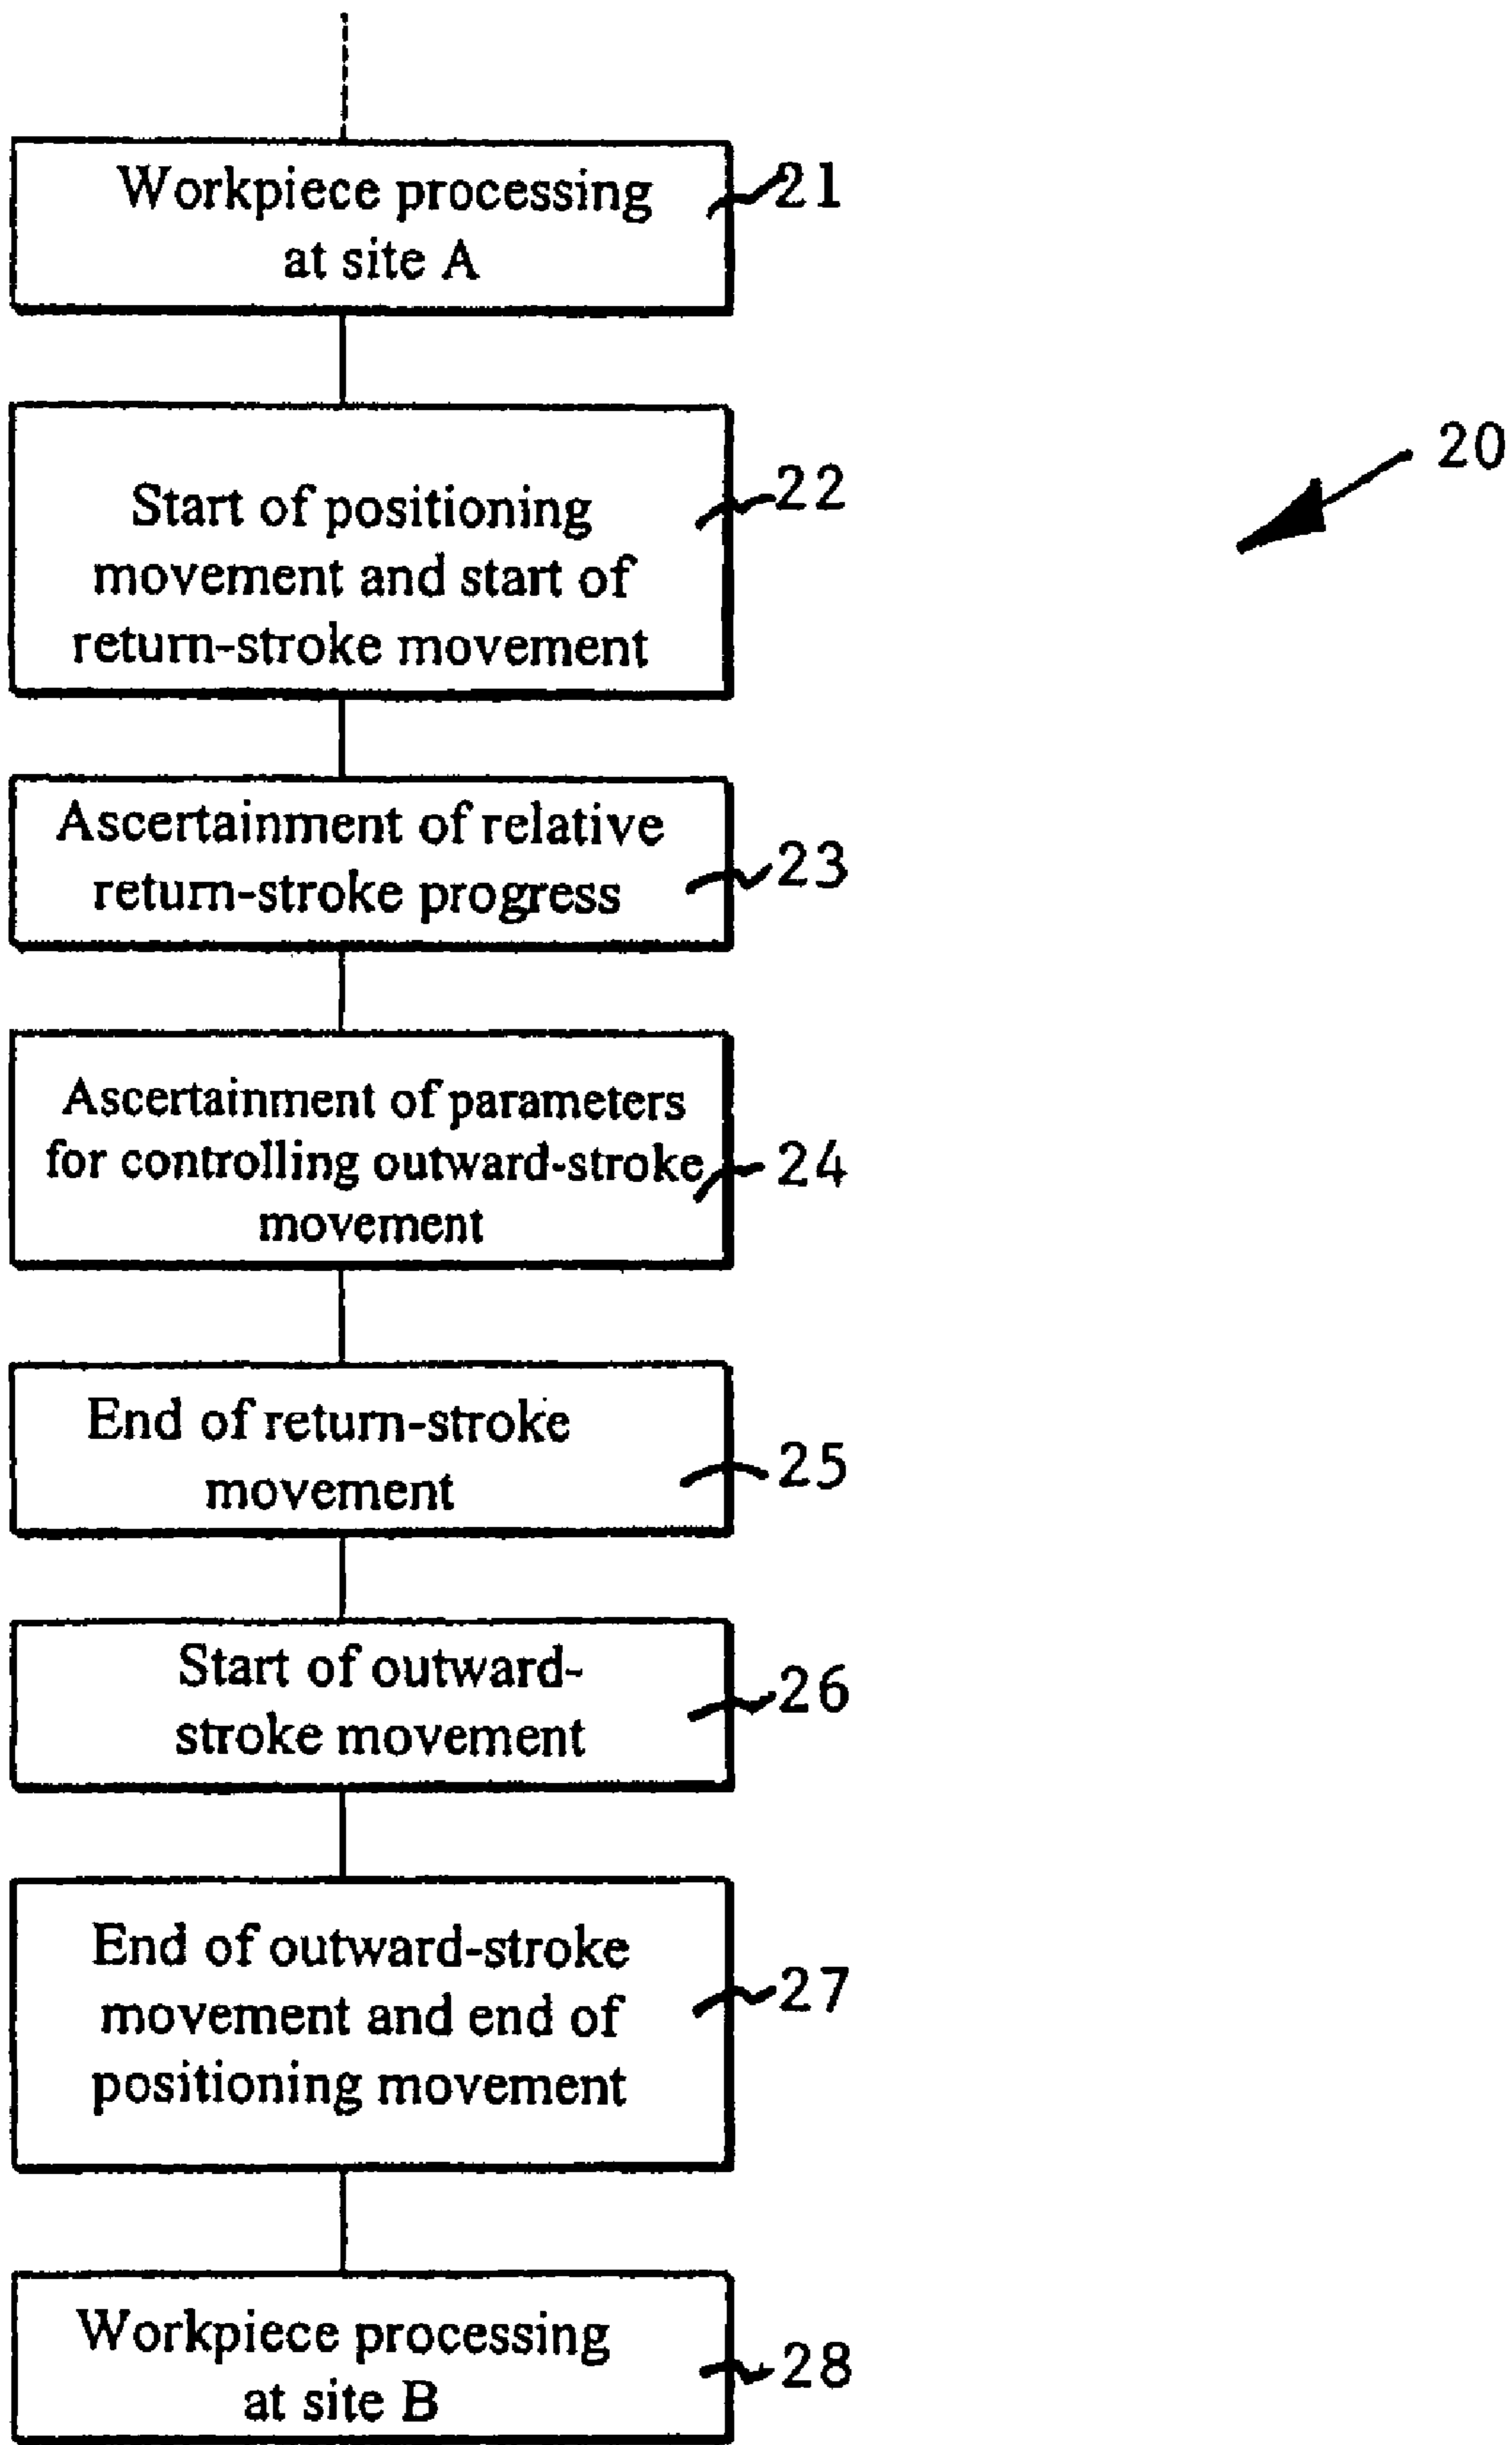 Workpiece processing
at site A
21
Start of positioning
movement and start of
return-stroke movement
22
20
Ascertainment of relative
return-stroke progress
23
Ascertainment of parameters
for controlling outward-stroke
movement
24
End of return-stroke
movement
25
Start of outward-
stroke movement
26
End of outward-stroke
movement and end of
positioning movement
27
Workpiece processing
at site B
28